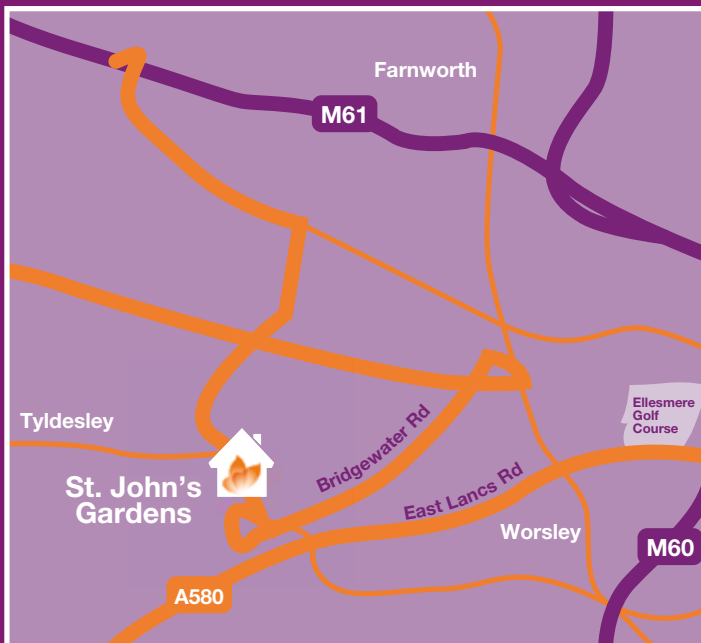 Farnworth
M61
Ellesmere
Golf
Course
Tyldesley
Bridgewater Rd
St. John's
Gardens
East Lancs Rd
Worsley
M60
A580